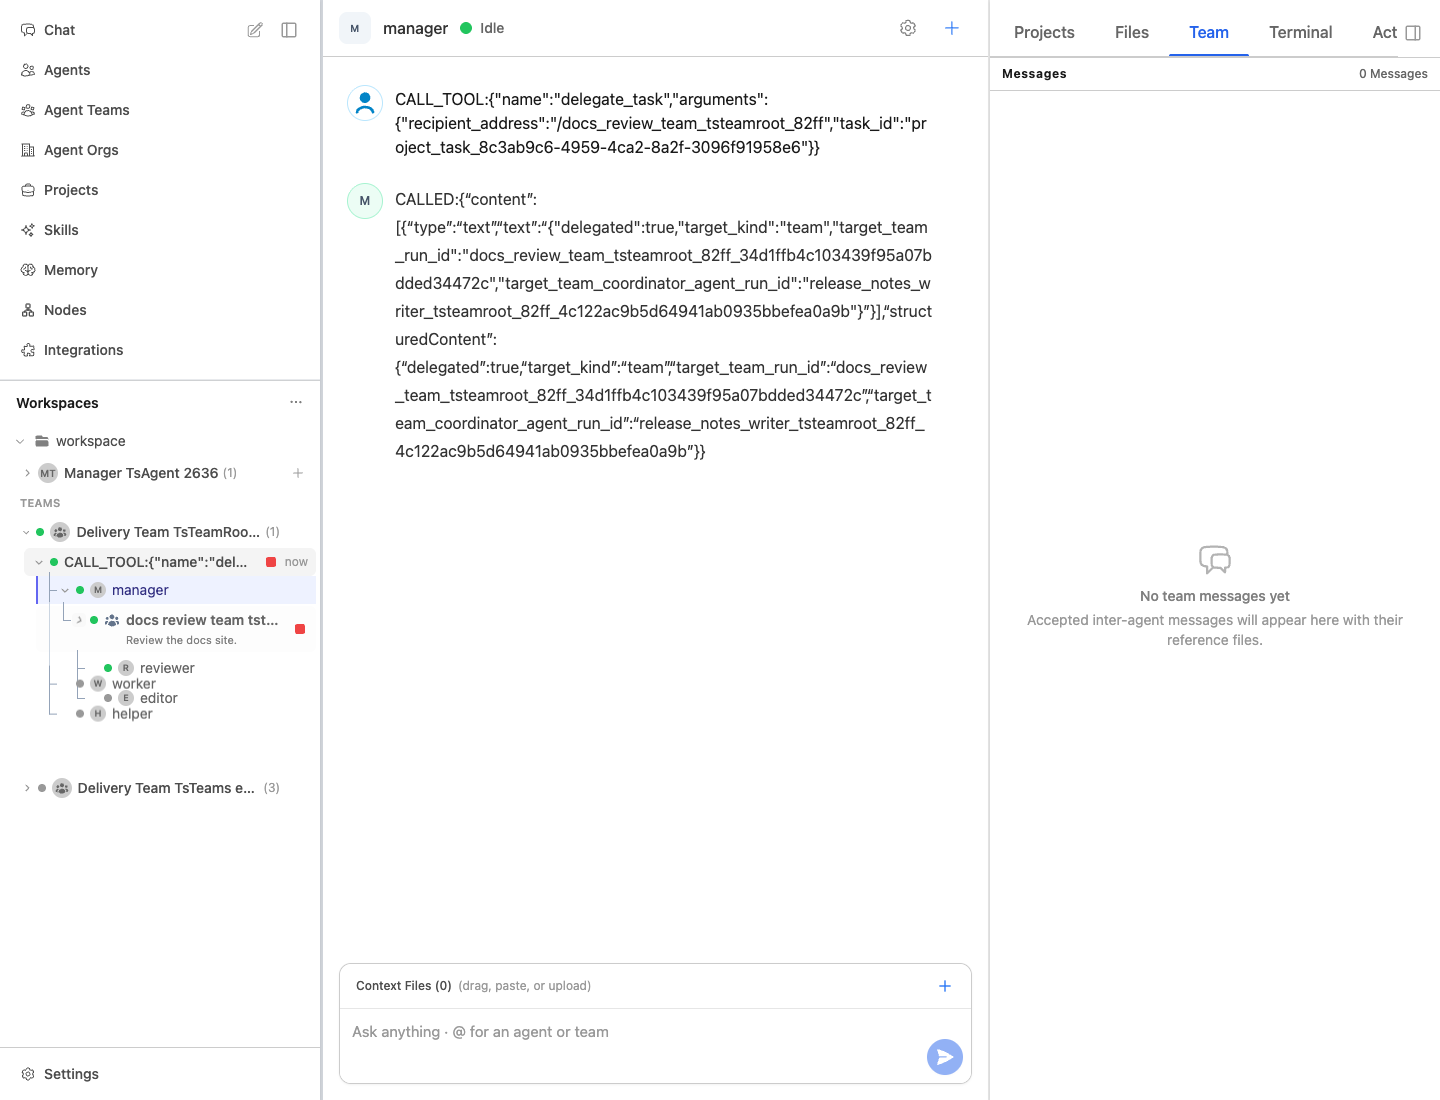 Chat
Agents
Agent Teams
Agent Orgs
Projects
Skills
Memory
Nodes
Integrations
Workspaces
workspace
MT Manager TsAgent 2636 (1)
TEAMS
Delivery Team TsTeamRoo... (1)
CALL_TOOL:{"name":"del... now
M manager
docs review team tst...
Review the docs site.
R reviewer
W worker
E editor
H helper
Delivery Team TsTeams e... (3)
Settings
M manager Idle
CALL_TOOL:{"name":"delegate_task","arguments":
{"recipient_address":"/docs_review_team_tsteamroot_82ff","task_id":"pr
oject_task_8c3ab9c6-4959-4ca2-8a2f-3096f91958e6"}}
M
CALLED:{“content”:
[{“type”:“text”,“text”:“{"delegated":true,"target_kind":"team","target_team
_run_id":"docs_review_team_tsteamroot_82ff_34d1ffb4c103439f95a07b
dded34472c","target_team_coordinator_agent_run_id":"release_notes_w
riter_tsteamroot_82ff_4c122ac9b5d64941ab0935bbefea0a9b"}”}],“struct
uredContent”:
{“delegated”:true,“target_kind”:“team”,“target_team_run_id”:“docs_review
_team_tsteamroot_82ff_34d1ffb4c103439f95a07bdded34472c”,“target_t
eam_coordinator_agent_run_id”:“release_notes_writer_tsteamroot_82ff_
4c122ac9b5d64941ab0935bbefea0a9b”}}
Context Files (0) (drag, paste, or upload)
Ask anything · @ for an agent or team
Projects Files Team Terminal Act
Messages 0 Messages
No team messages yet
Accepted inter-agent messages will appear here with their
reference files.